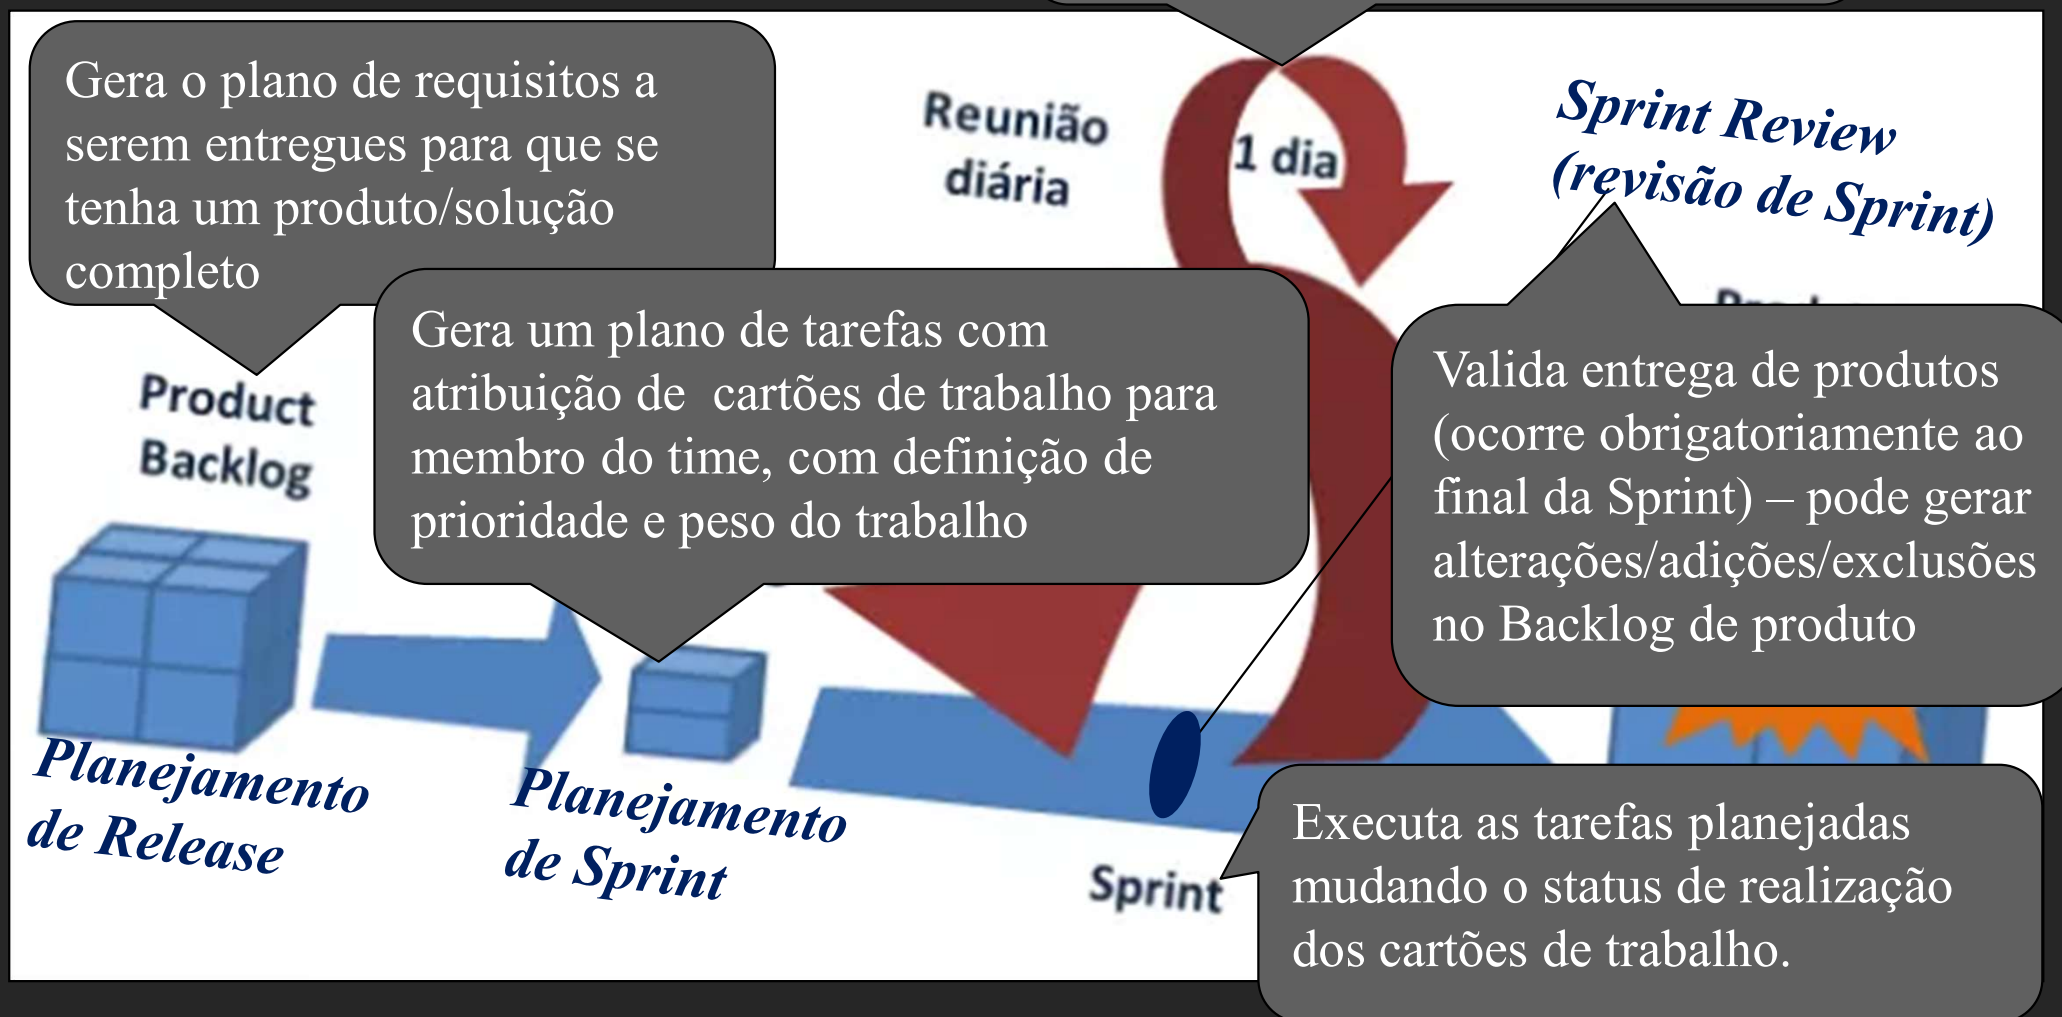 Gera o plano de requisitos a
serem entregues para que se
tenha um produto/solução
completo
Reunião
diária
1 dia
Sprint Review
(revisão de Sprint)
Gera um plano de tarefas com
atribuição de  cartões de trabalho para
membro do time, com definição de
prioridade e peso do trabalho
Valida entrega de produtos
(ocorre obrigatoriamente ao
final da Sprint) – pode gerar
alterações/adições/exclusões
no Backlog de produto
Product
Backlog
Planejamento
de Release
Planejamento
de Sprint
Sprint
Executa as tarefas planejadas
mudando o status de realização
dos cartões de trabalho.